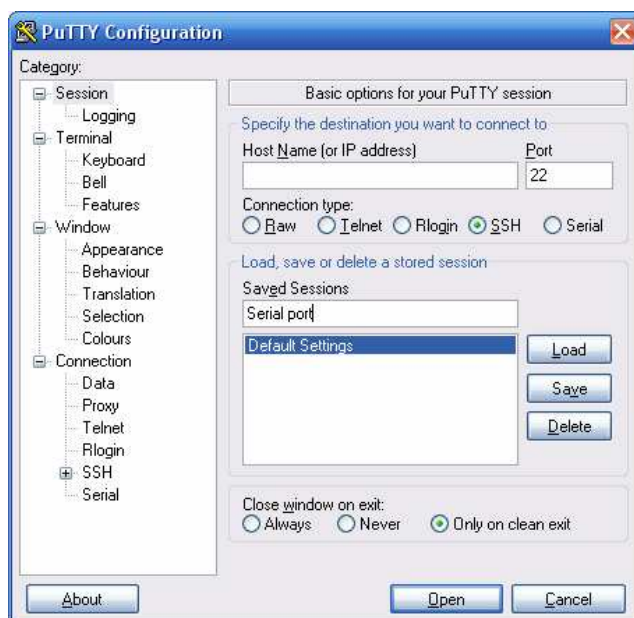 PuTTY Configuration
Category:
Session
Logging
Terminal
Keyboard
Bell
Features
Window
Appearance
Behaviour
Translation
Selection
Colours
Connection
Data
Proxy
Telnet
Rlogin
SSH
Serial
Basic options for your PuTTY session
Specify the destination you want to connect to
Host Name (or IP address) Port
22
Connection type:
Raw Telnet Rlogin SSH Serial
Load, save or delete a stored session
Saved Sessions
Serial port
Default Settings
Load
Save
Delete
Close window on exit:
Always Never Only on clean exit
About Open Cancel